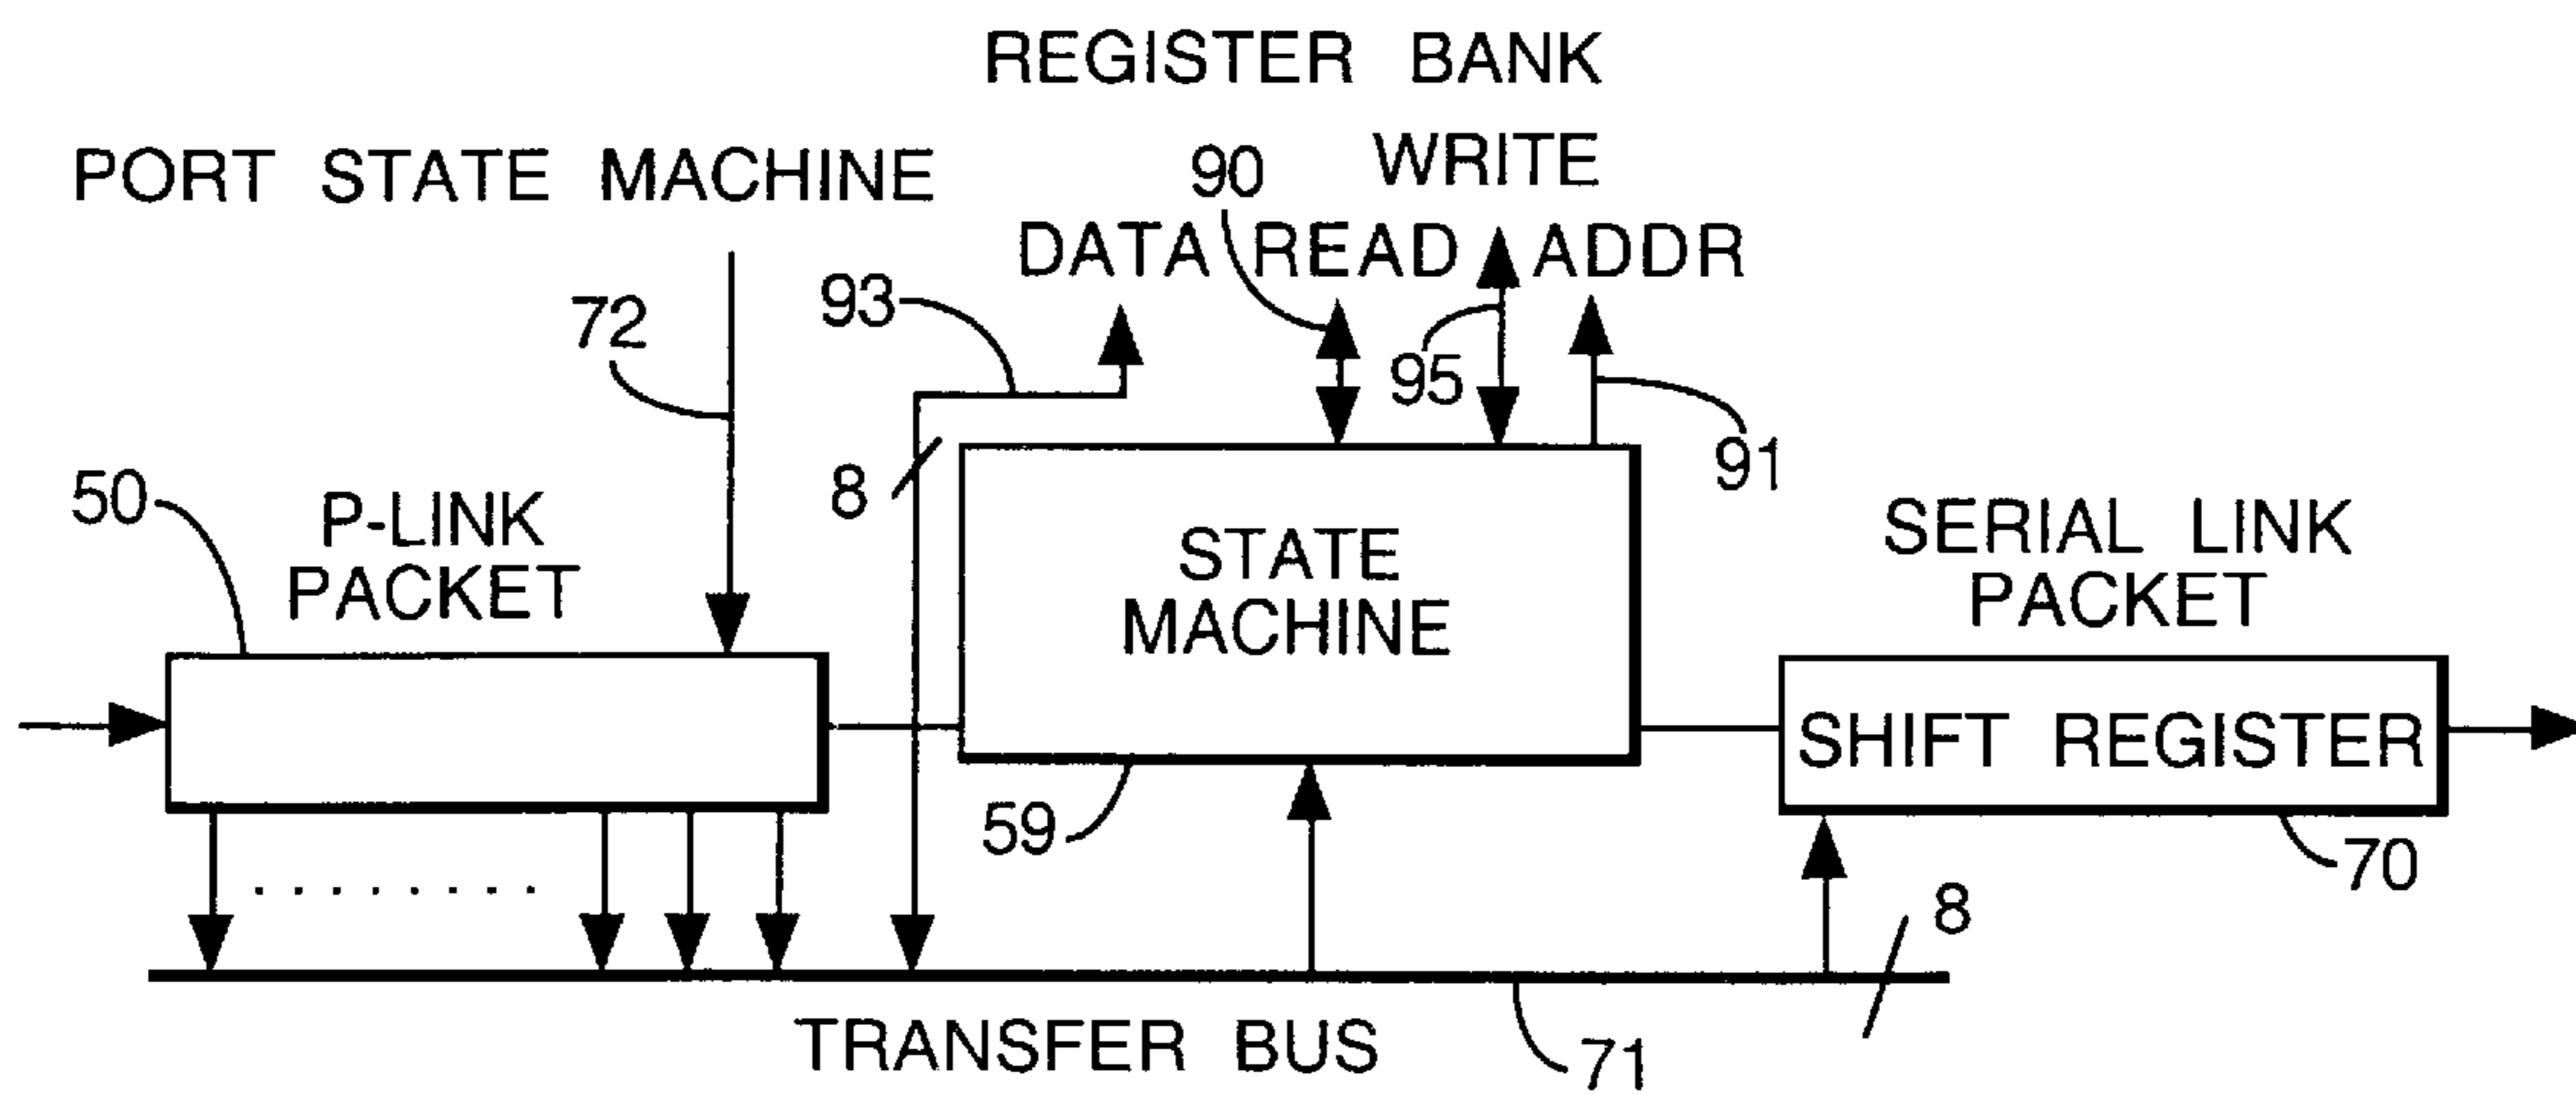 REGISTER BANK
PORT STATE MACHINE
90
WRITE
DATA READ ADDR
93
72
95
91
8
50
P-LINK
PACKET
STATE
MACHINE
SERIAL LINK
PACKET
SHIFT REGISTER
59
70
8
TRANSFER BUS
71